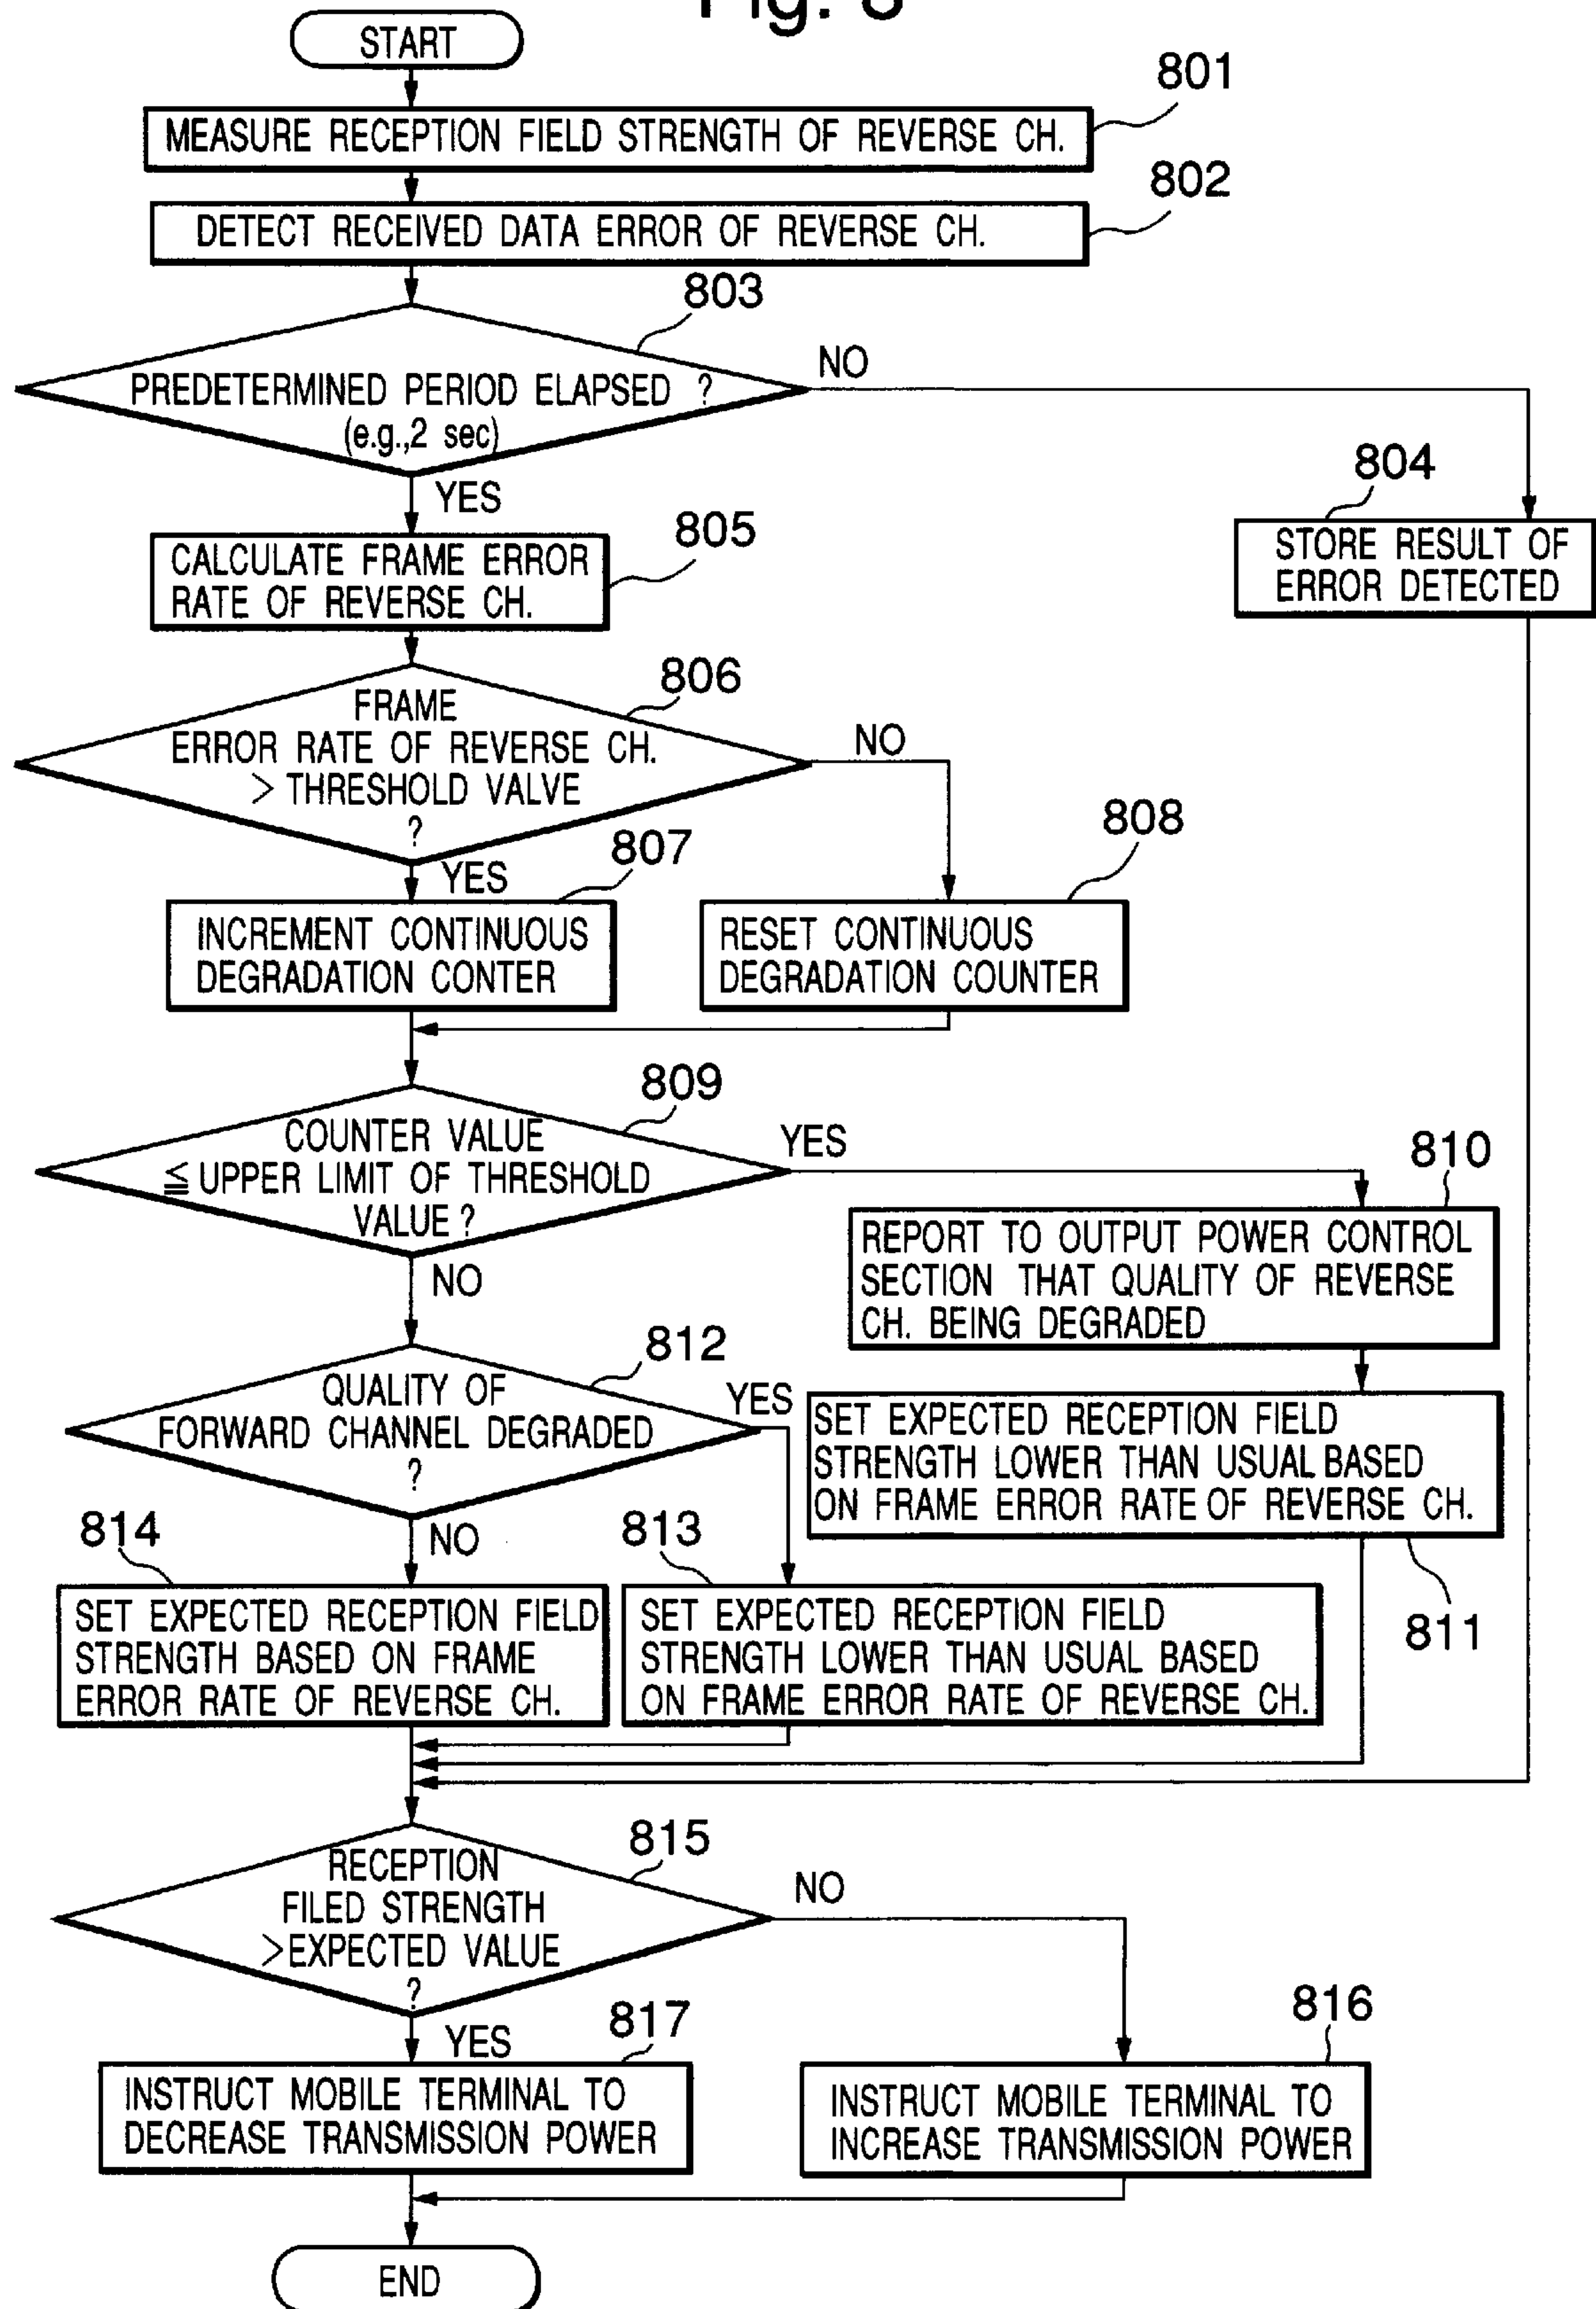 Fig. 8
START
801
MEASURE RECEPTION FIELD STRENGTH OF REVERSE CH.
802
DETECT RECEIVED DATA ERROR OF REVERSE CH.
803
PREDETERMINED PERIOD ELAPSED ?
(e.g.,2 sec)
NO
YES
804
STORE RESULT OF
ERROR DETECTED
805
CALCULATE FRAME ERROR
RATE OF REVERSE CH.
806
FRAME
ERROR RATE OF REVERSE CH.
> THRESHOLD VALVE
?
NO
YES
807
INCREMENT CONTINUOUS
DEGRADATION CONTER
808
RESET CONTINUOUS
DEGRADATION COUNTER
809
COUNTER VALUE
≦ UPPER LIMIT OF THRESHOLD
VALUE ?
YES
NO
810
REPORT TO OUTPUT POWER CONTROL
SECTION THAT QUALITY OF REVERSE
CH. BEING DEGRADED
812
QUALITY OF
FORWARD CHANNEL DEGRADED
?
YES
NO
SET EXPECTED RECEPTION FIELD
STRENGTH LOWER THAN USUAL BASED
ON FRAME ERROR RATE OF REVERSE CH.
811
814
SET EXPECTED RECEPTION FIELD
STRENGTH BASED ON FRAME
ERROR RATE OF REVERSE CH.
813
SET EXPECTED RECEPTION FIELD
STRENGTH LOWER THAN USUAL BASED
ON FRAME ERROR RATE OF REVERSE CH.
815
RECEPTION
FILED STRENGTH
>EXPECTED VALUE
?
NO
YES
817
INSTRUCT MOBILE TERMINAL TO
DECREASE TRANSMISSION POWER
816
INSTRUCT MOBILE TERMINAL TO
INCREASE TRANSMISSION POWER
END